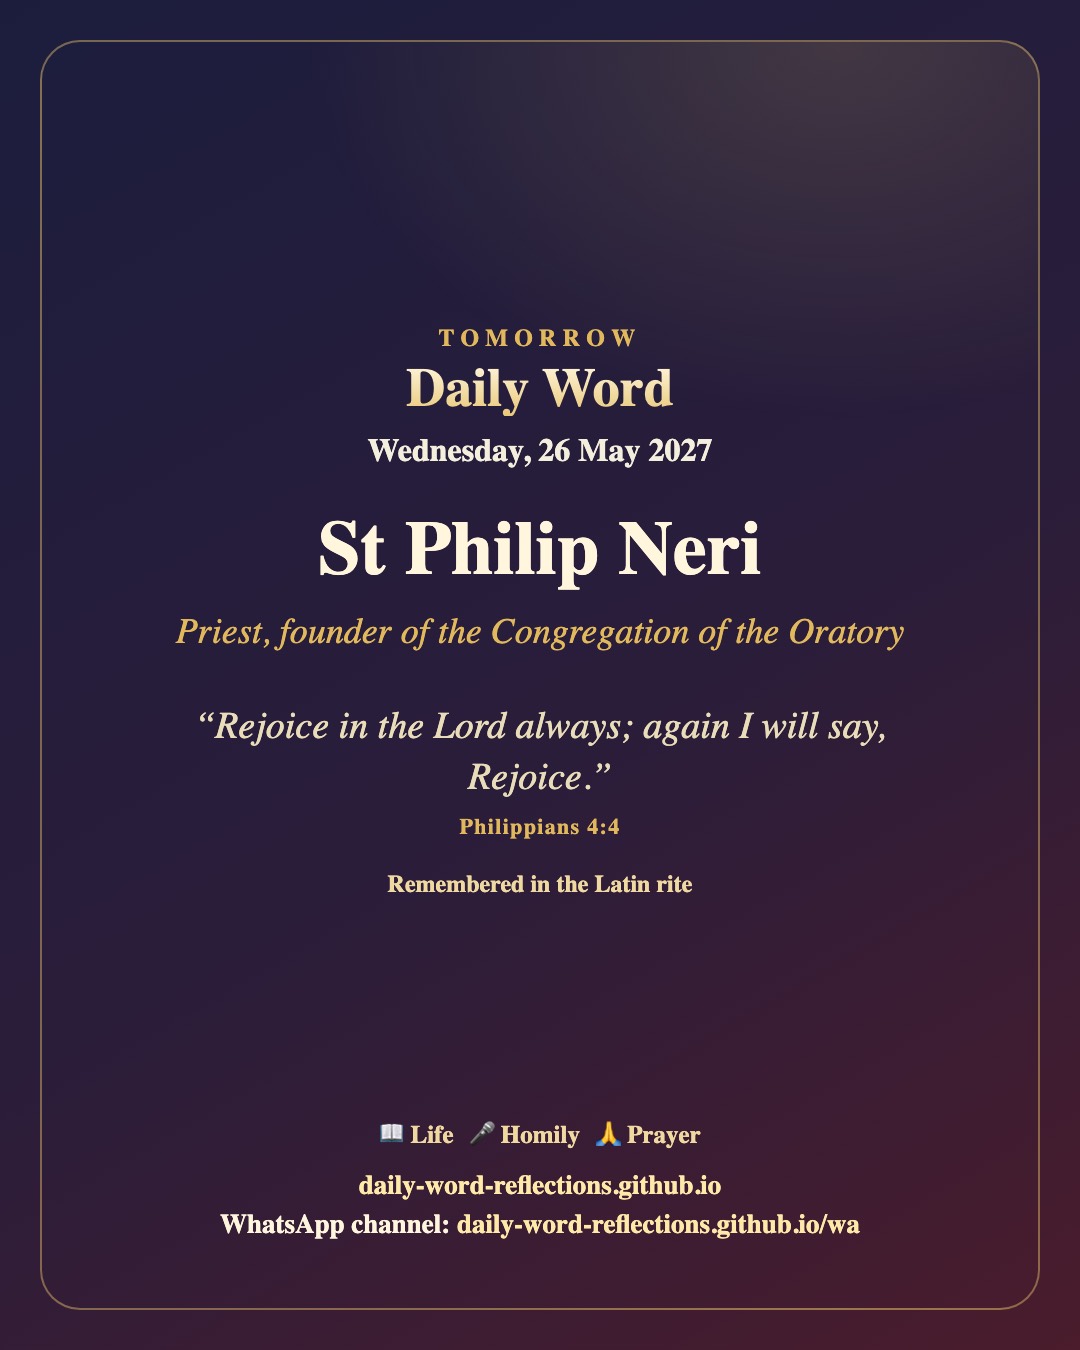 TOMORROW
Daily Word
Wednesday, 26 May 2027
St Philip Neri
Priest, founder of the Congregation of the Oratory
“Rejoice in the Lord always; again I will say,
Rejoice.”
Philippians 4:4
Remembered in the Latin rite
📖 Life 🎤 Homily 🙏 Prayer
daily-word-reflections.github.io
WhatsApp channel: daily-word-reflections.github.io/wa